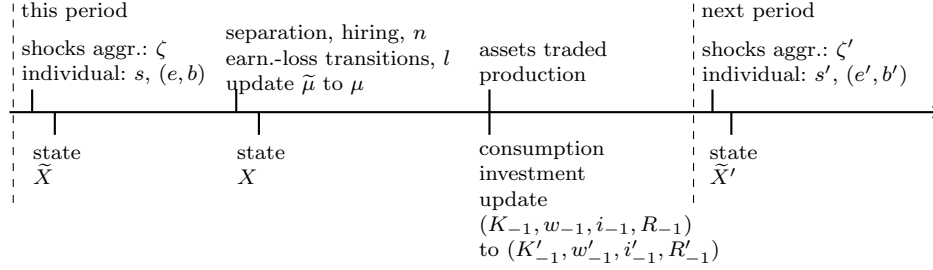 this period
shocks aggr.: ζ
individual: s, (e, b)
separation, hiring, n
earn.-loss transitions, l
update μ̃ to μ
assets traded
production
next period
shocks aggr.: ζ′
individual: s′, (e′, b′)
state
X̃
state
X
consumption
investment
update
(K₋₁, w₋₁, i₋₁, R₋₁)
to (K′₋₁, w′₋₁, i′₋₁, R′₋₁)
state
X̃′